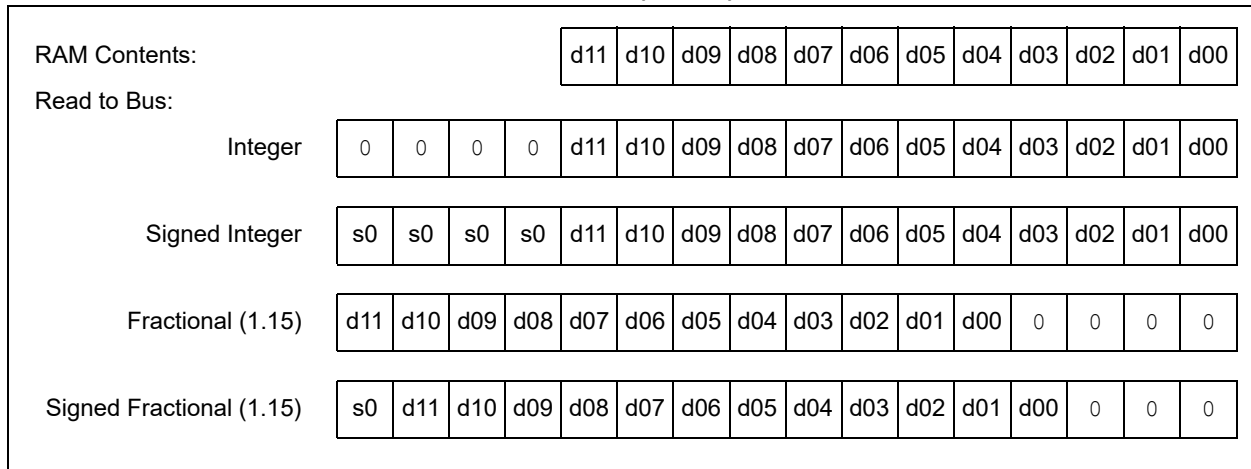 RAM Contents: d11 d10 d09 d08 d07 d06 d05 d04 d03 d02 d01 d00
Read to Bus:
Integer 0 0 0 0 d11 d10 d09 d08 d07 d06 d05 d04 d03 d02 d01 d00
Signed Integer s0 s0 s0 s0 d11 d10 d09 d08 d07 d06 d05 d04 d03 d02 d01 d00
Fractional (1.15) d11 d10 d09 d08 d07 d06 d05 d04 d03 d02 d01 d00 0 0 0 0
Signed Fractional (1.15) s0 d11 d10 d09 d08 d07 d06 d05 d04 d03 d02 d01 d00 0 0 0